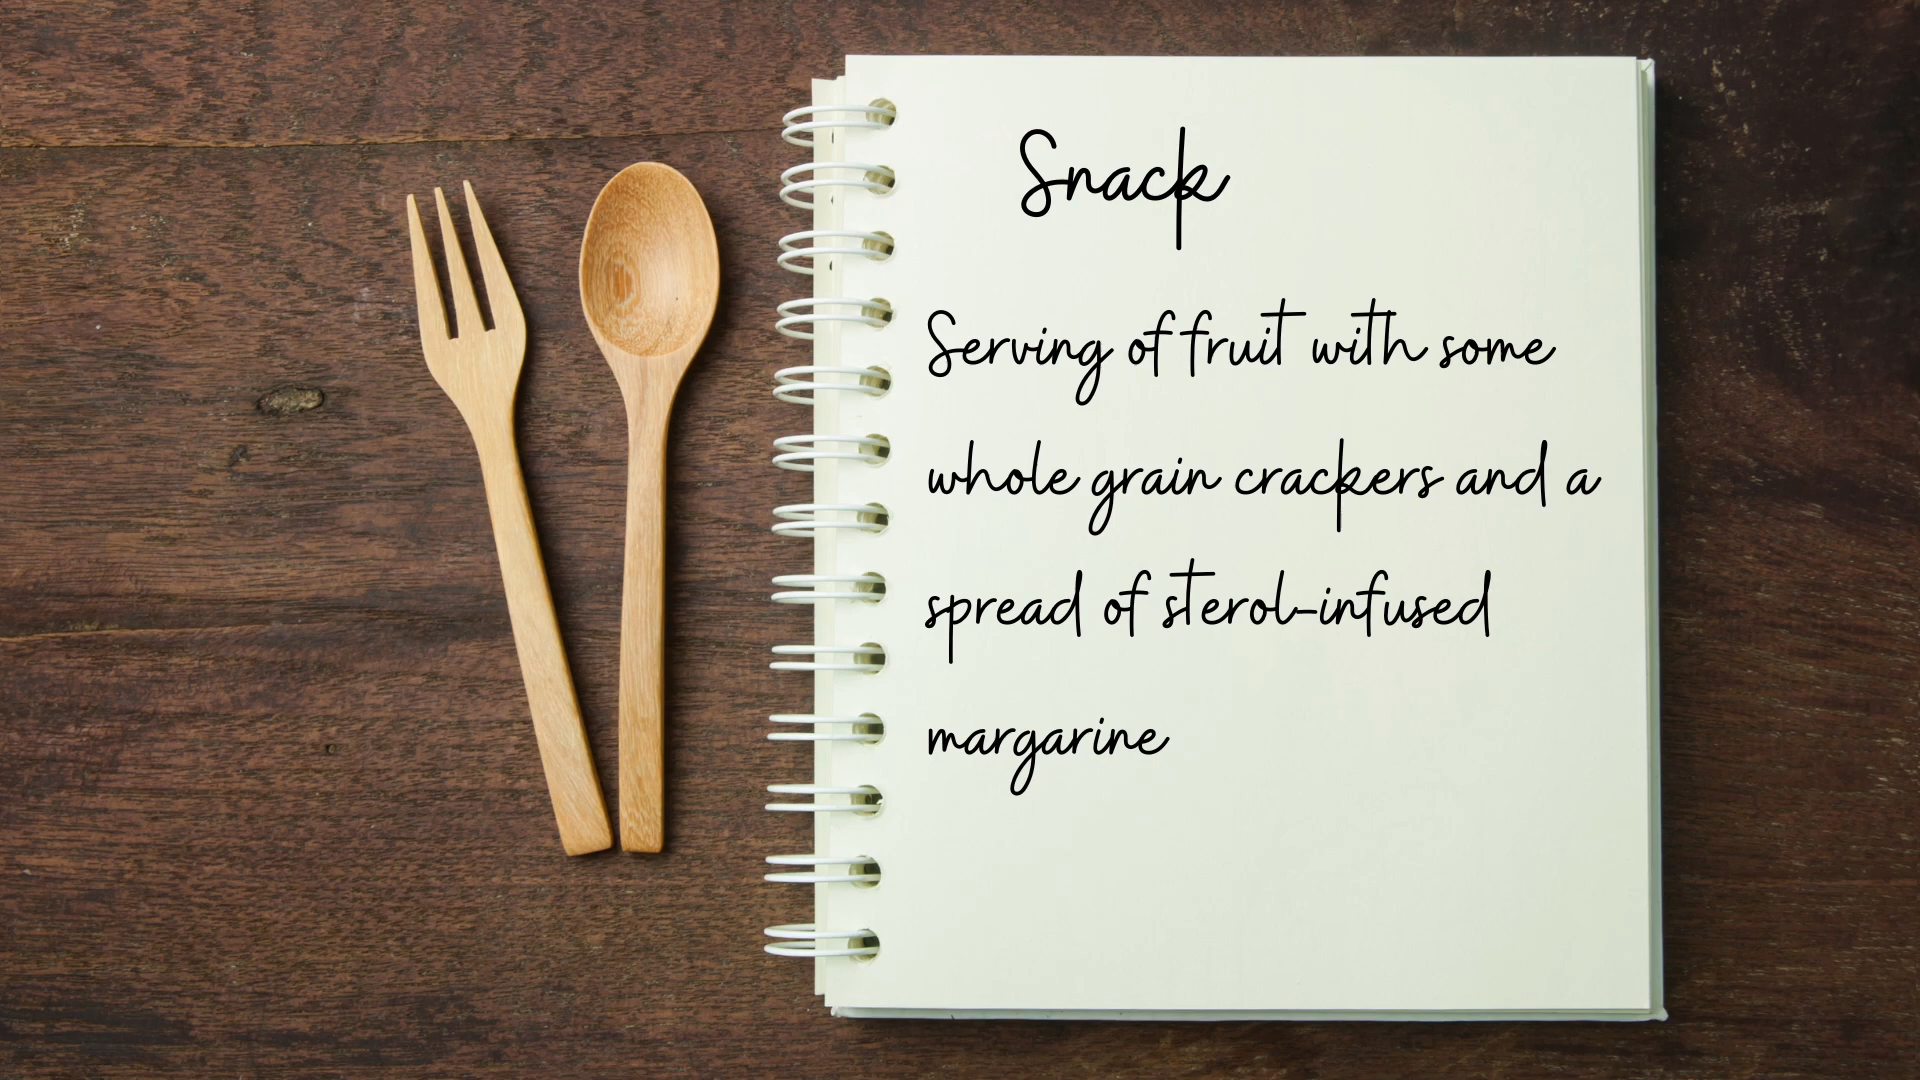 Snack
Serving of fruit with some
whole grain crackers and a
spread of sterol-infused
margarine